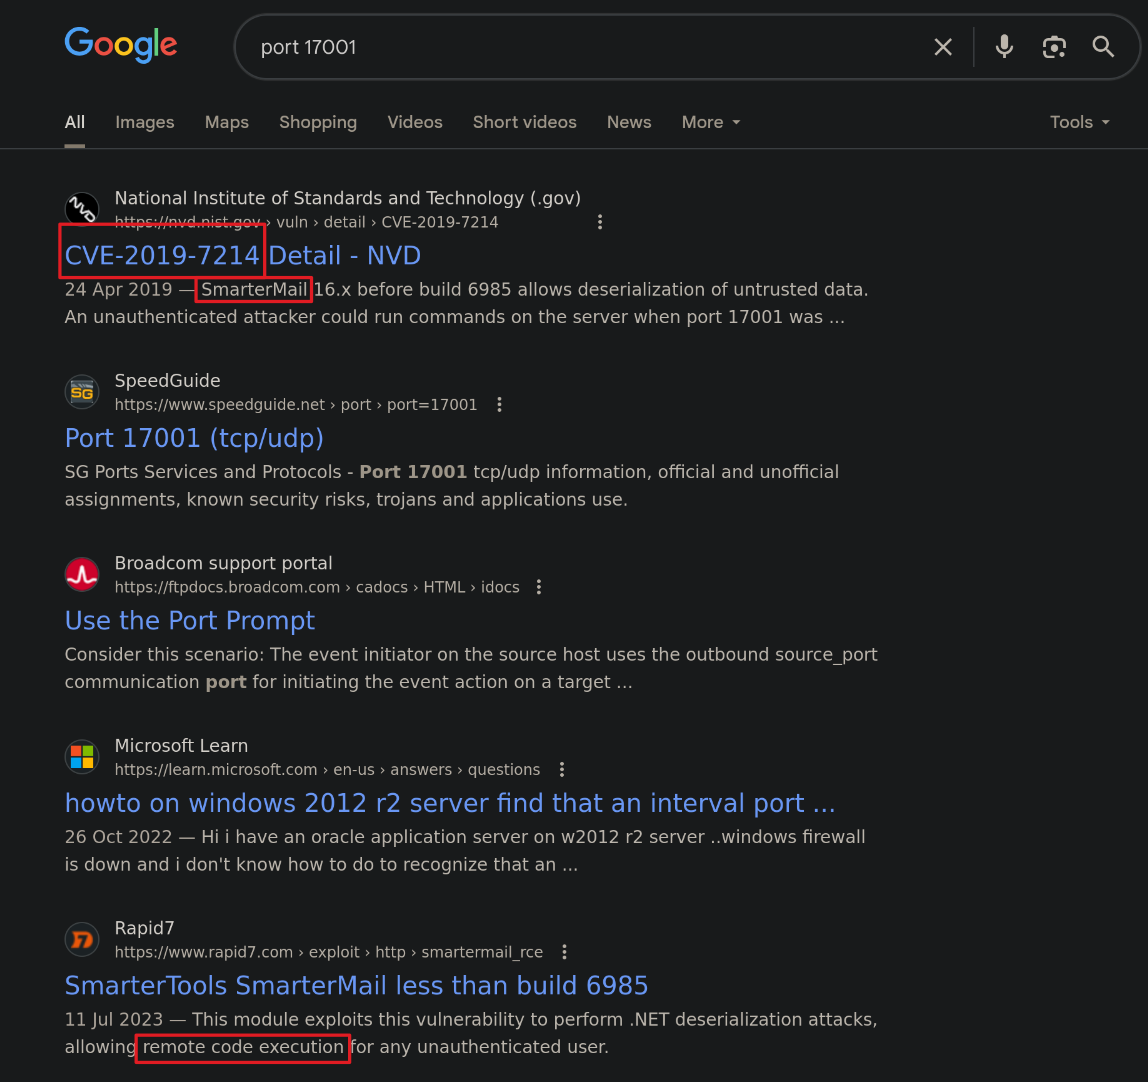 Google
port 17001
All Images Maps Shopping Videos Short videos News More Tools
NVD
National Institute of Standards and Technology (.gov)
https://nvd.nist.gov › vuln › detail › CVE-2019-7214
CVE-2019-7214 Detail - NVD
24 Apr 2019 — SmarterMail 16.x before build 6985 allows deserialization of untrusted data.
An unauthenticated attacker could run commands on the server when port 17001 was ...
SG
SpeedGuide
https://www.speedguide.net › port › port=17001
Port 17001 (tcp/udp)
SG Ports Services and Protocols - Port 17001 tcp/udp information, official and unofficial
assignments, known security risks, trojans and applications use.
Broadcom support portal
https://ftpdocs.broadcom.com › cadocs › HTML › idocs
Use the Port Prompt
Consider this scenario: The event initiator on the source host uses the outbound source_port
communication port for initiating the event action on a target ...
Microsoft Learn
https://learn.microsoft.com › en-us › answers › questions
howto on windows 2012 r2 server find that an interval port ...
26 Oct 2022 — Hi i have an oracle application server on w2012 r2 server ..windows firewall
is down and i don't know how to do to recognize that an ...
Rapid7
https://www.rapid7.com › exploit › http › smartermail_rce
SmarterTools SmarterMail less than build 6985
11 Jul 2023 — This module exploits this vulnerability to perform .NET deserialization attacks,
allowing remote code execution for any unauthenticated user.